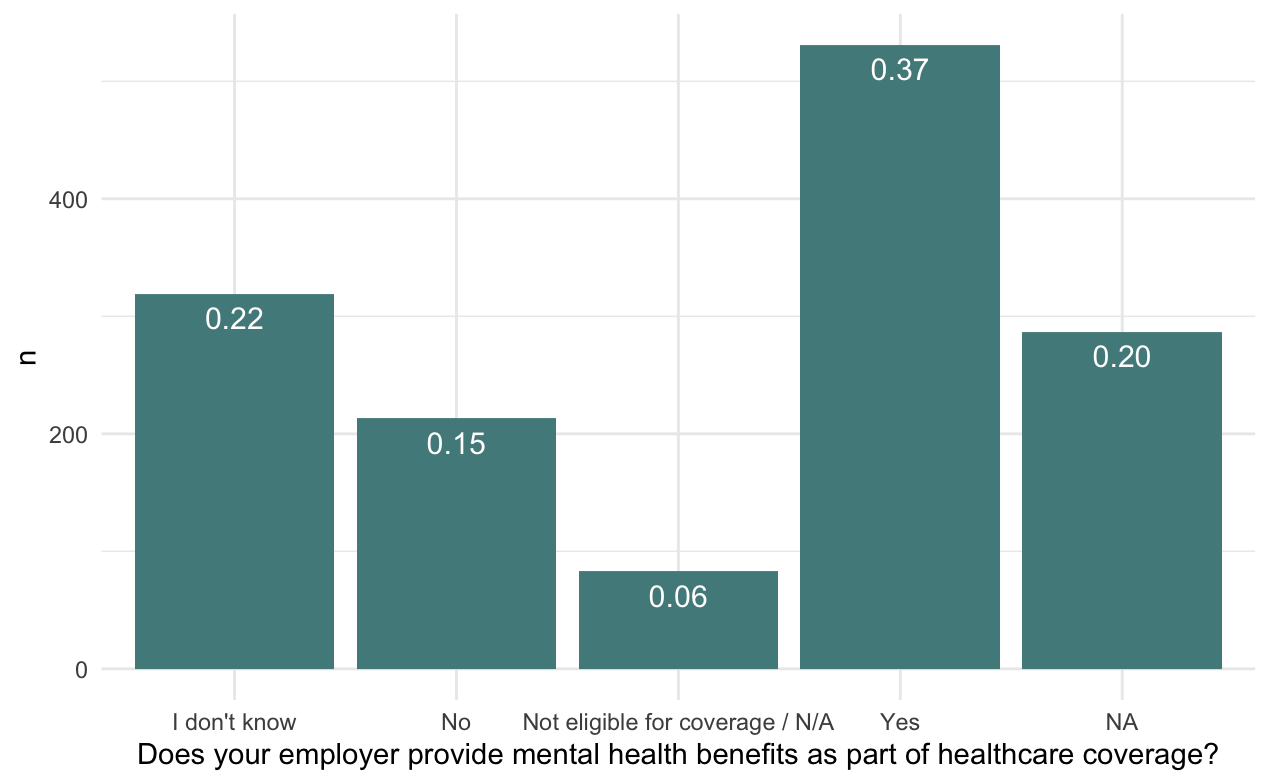 0.37
400
0.22
0.20
n
200
0.15
0.06
0
I don't know No Not eligible for coverage / N/A Yes NA
Does your employer provide mental health benefits as part of healthcare coverage?